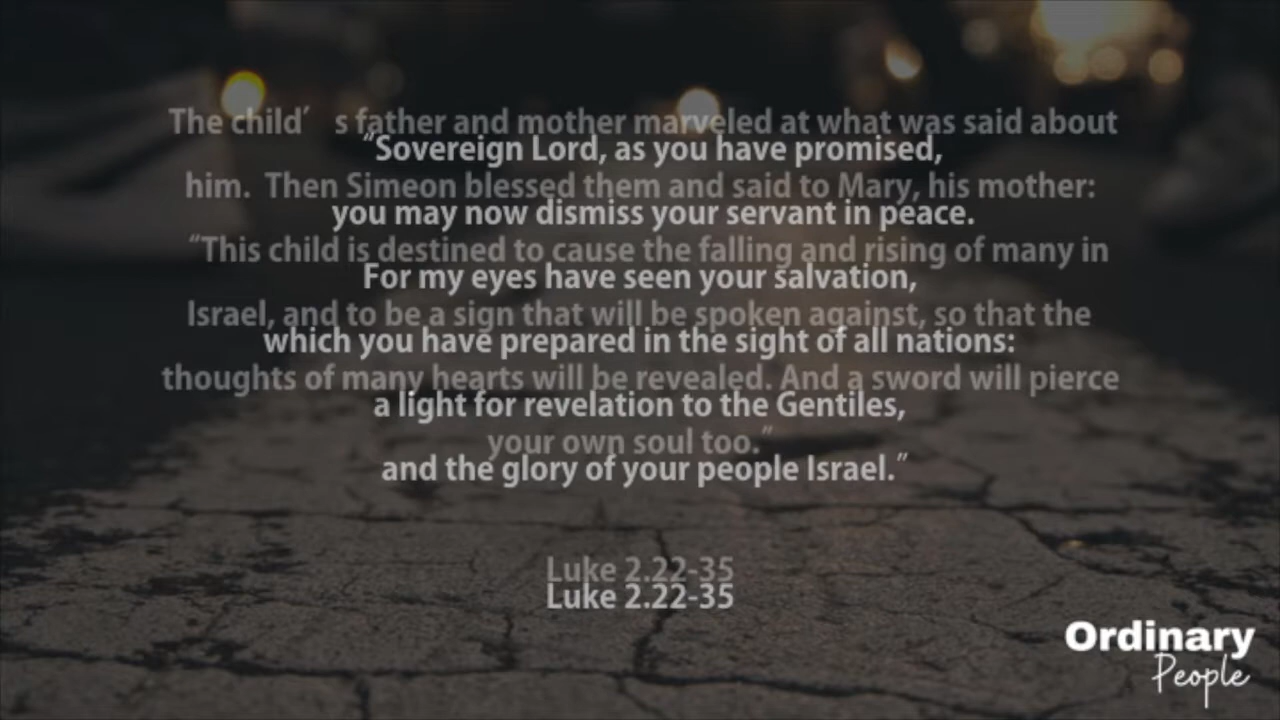 The child´ s father and mother marveled at what was said about
“Sovereign Lord, as you have promised,
him. Then Simeon blessed them and said to Mary, his mother:
you may now dismiss your servant in peace.
“This child is destined to cause the falling and rising of many in
For my eyes have seen your salvation,
Israel, and to be a sign that will be spoken against, so that the
which you have prepared in the sight of all nations:
thoughts of many hearts will be revealed. And a sword will pierce
a light for revelation to the Gentiles,
your own soul too.”
and the glory of your people Israel.”
Luke 2.22-35
Luke 2.22-35
Ordinary
People